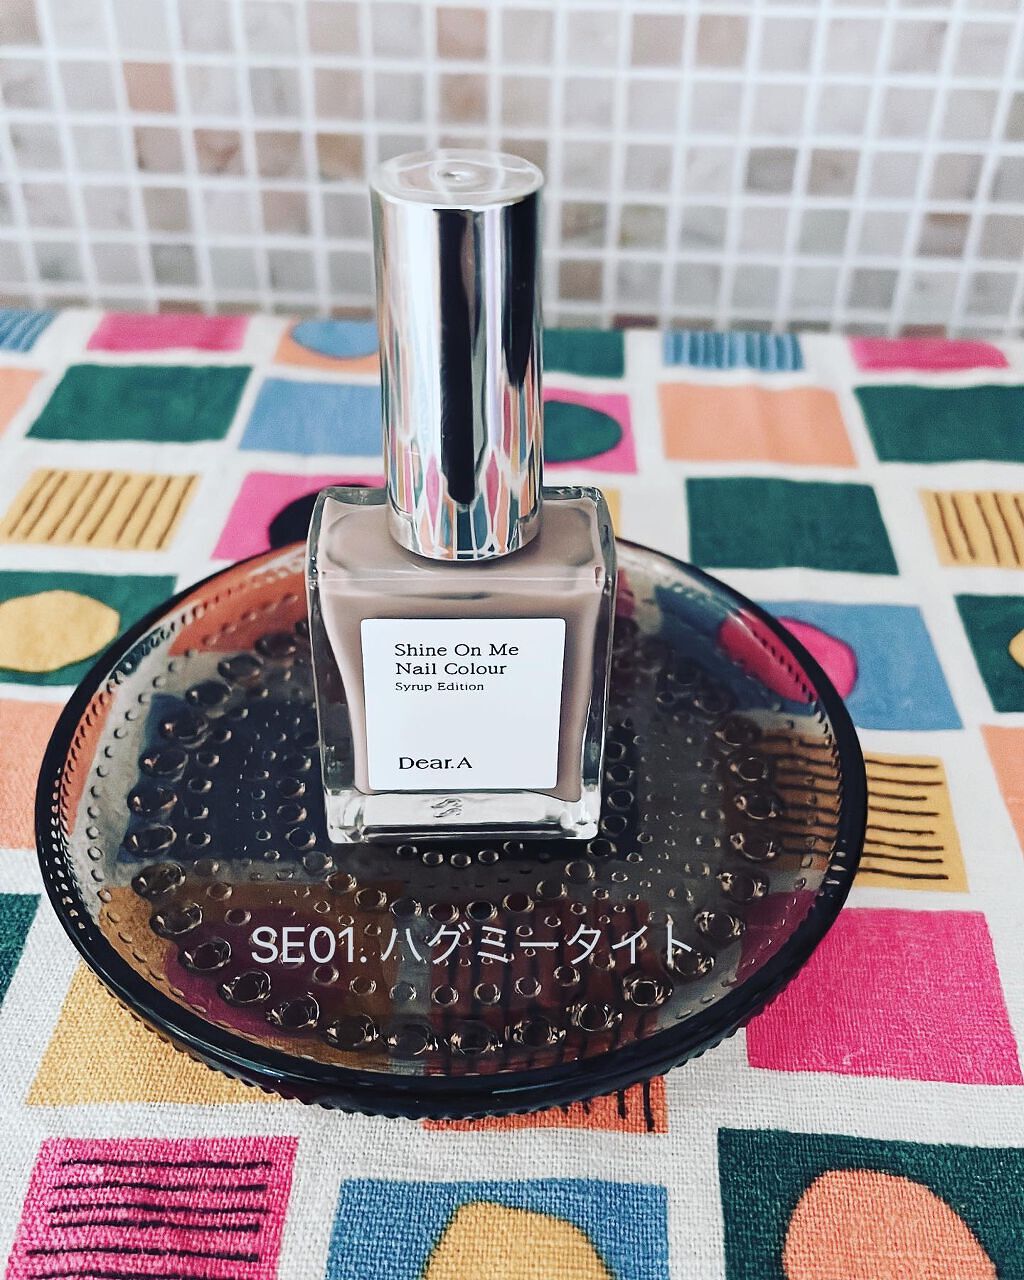 Shine On Me
Nail Colour
Syrup Edition
Dear.A
SE01. ハグミータイト